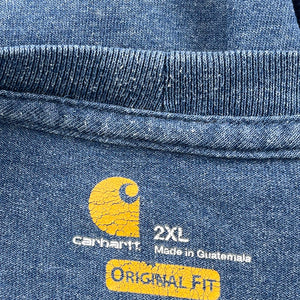 carhartt
2XL
Made in Guatemala
ORIGINAL FIT